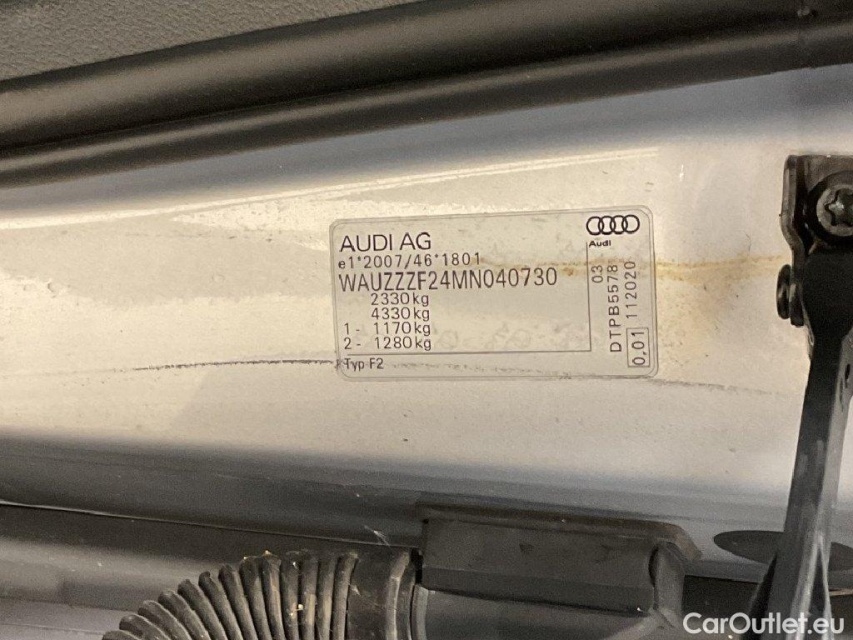 AUDI AG
e1*2007/46*1801
WAUZZZF24MN040730
2330kg
4330kg
1- 1170kg
2- 1280kg
Typ F2
Audi
03
DTPB5578
112020
0,01
CarOutlet.eu